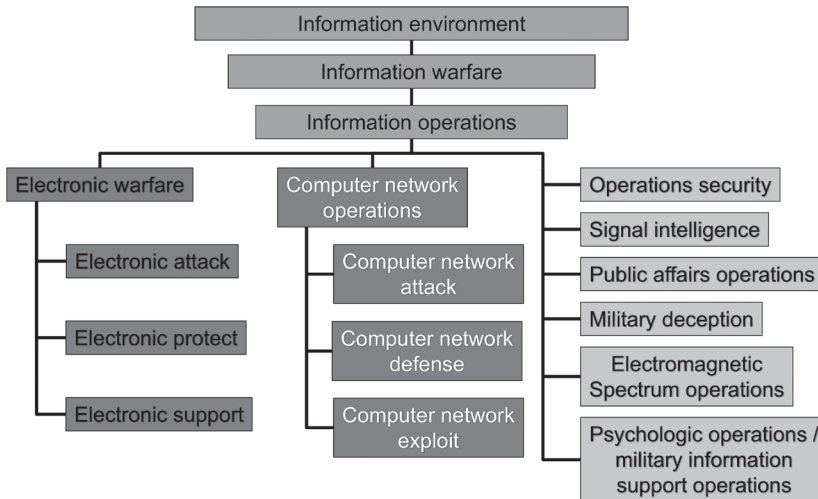 Information environment
Information warfare
Information operations
Electronic warfare
Electronic attack
Electronic protect
Electronic support
Computer network
operations
Computer network
attack
Computer network
defense
Computer network
exploit
Operations security
Signal intelligence
Public affairs operations
Military deception
Electromagnetic
Spectrum operations
Psychologic operations /
military information
support operations